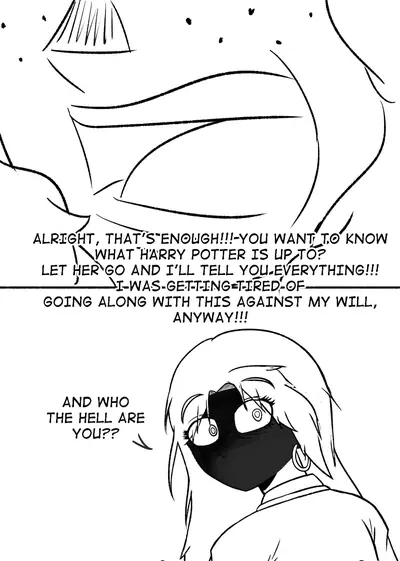 ALRIGHT, THAT'S ENOUGH!!! YOU WANT TO KNOW
WHAT HARRY POTTER IS UP TO?
LET HER GO AND I'LL TELL YOU EVERYTHING!!!
I WAS GETTING TIRED OF
GOING ALONG WITH THIS AGAINST MY WILL,
ANYWAY!!!
AND WHO
THE HELL ARE
YOU??